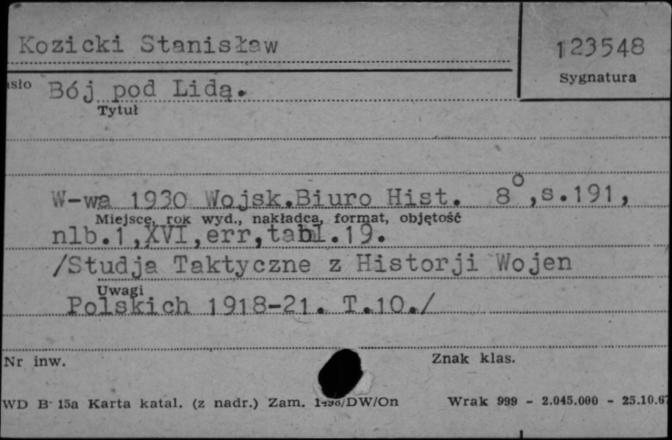 Kozicki Stanisław
123548
Sygnatura
Bój pod Lidą.
Tytuł
W-wa 1930 Wojsk.Biuro Hist. 8°,s.191,
Miejsce, rok wyd., nakładca, format, objętość
nlb.1,XVI,err,tabl.19.
/Studja Taktyczne z Historji Wojen
Uwagi
Polskich 1918-21. T.10./
Nr inw.
Znak klas.
WD B- 15a Karta katal. (z nadr.) Zam. /DW/On Wrak 999 - 2.045.000 - 25.10.67